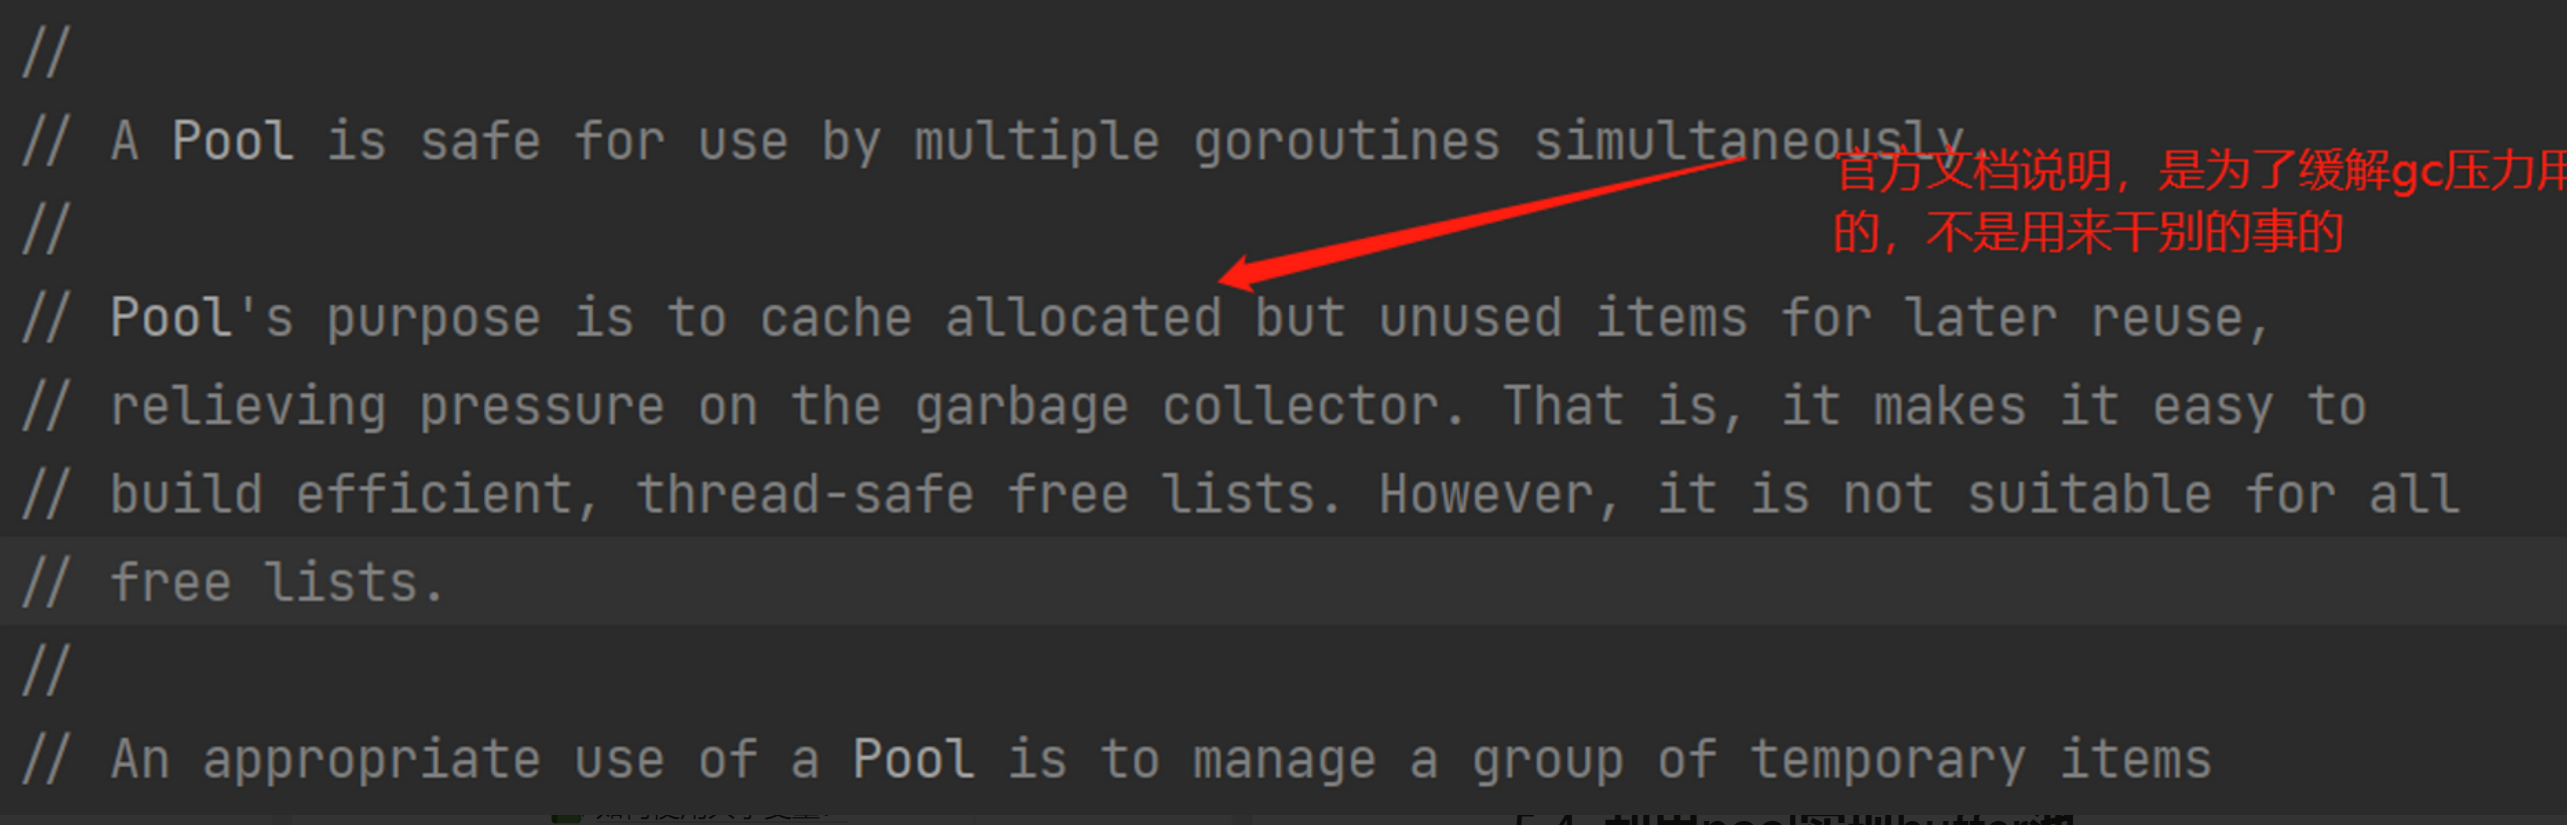 //
// A Pool is safe for use by multiple goroutines simultaneously.
官方文档说明，是为了缓解gc压力用
的，不是用来干别的事的
//
// Pool's purpose is to cache allocated but unused items for later reuse,
// relieving pressure on the garbage collector. That is, it makes it easy to
// build efficient, thread-safe free lists. However, it is not suitable for all
// free lists.
//
// An appropriate use of a Pool is to manage a group of temporary items